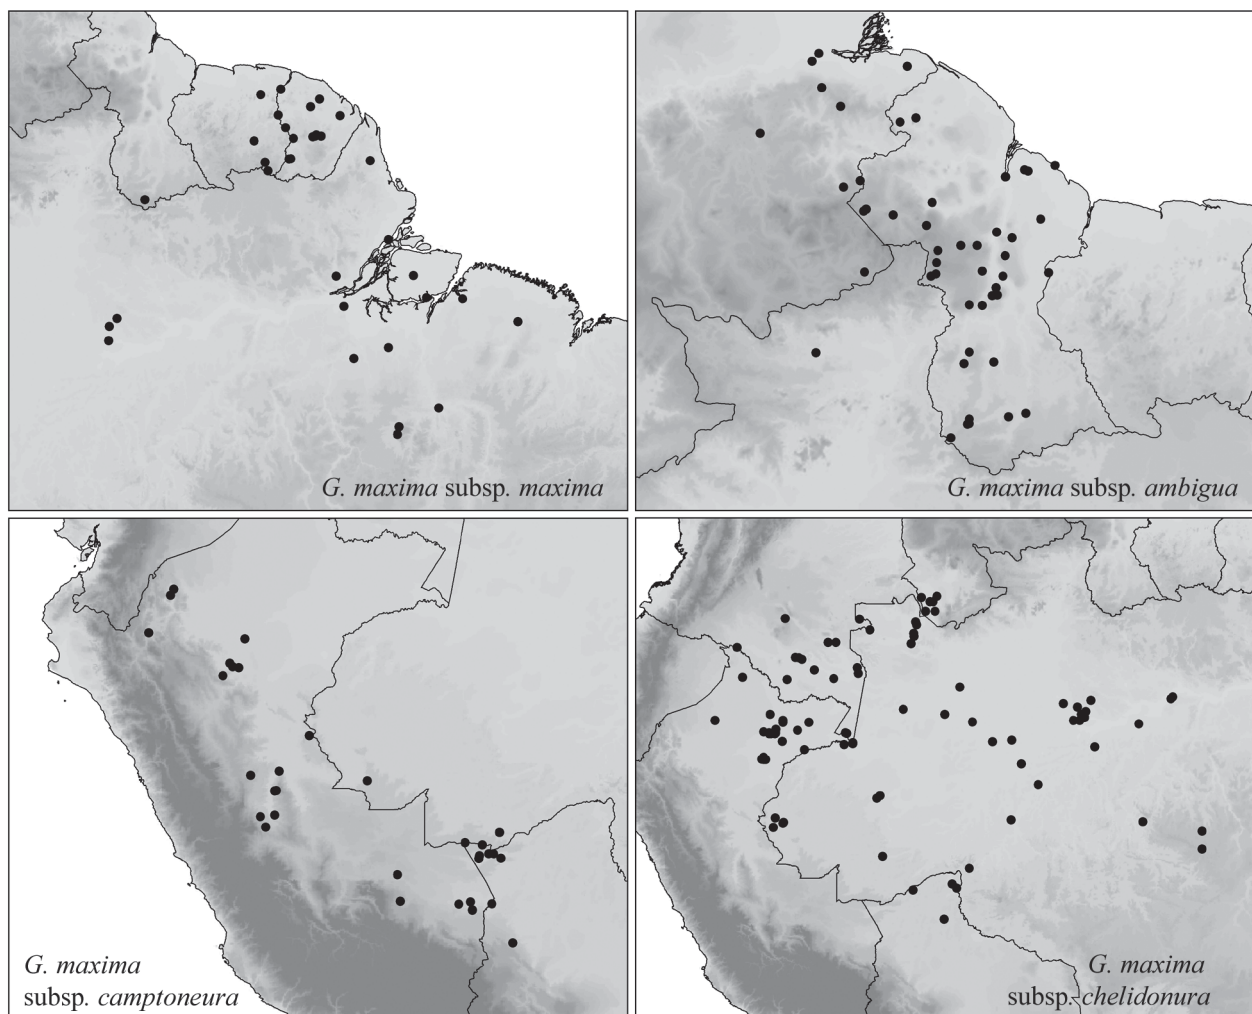 G. maxima subsp. maxima
G. maxima subsp. ambigua
G. maxima
subsp. camptoneura
G. maxima
subsp. chelidonura